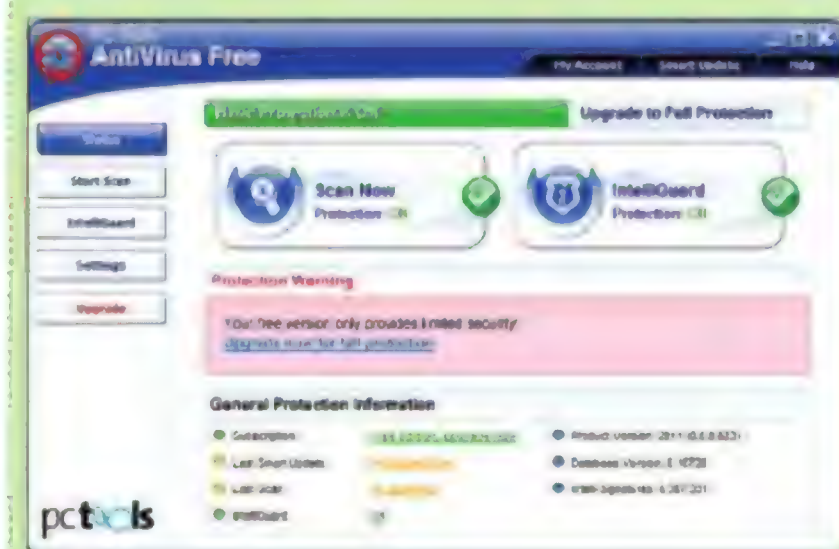 AntiVirus Free
My Account Smart Update Help
Upgrade to Full Protection
Status
Start Scan
IntelliGuard
Settings
Upgrade
Scan Now
Protection: ON
IntelliGuard
Protection: ON
Protection Warning
Your free version only provides limited security
Upgrade now for full protection
General Protection Information
Subscription
Last Smart Update
Last Scan
IntelliGuard
Product Version: 2011
Database Version: 6.
pctools